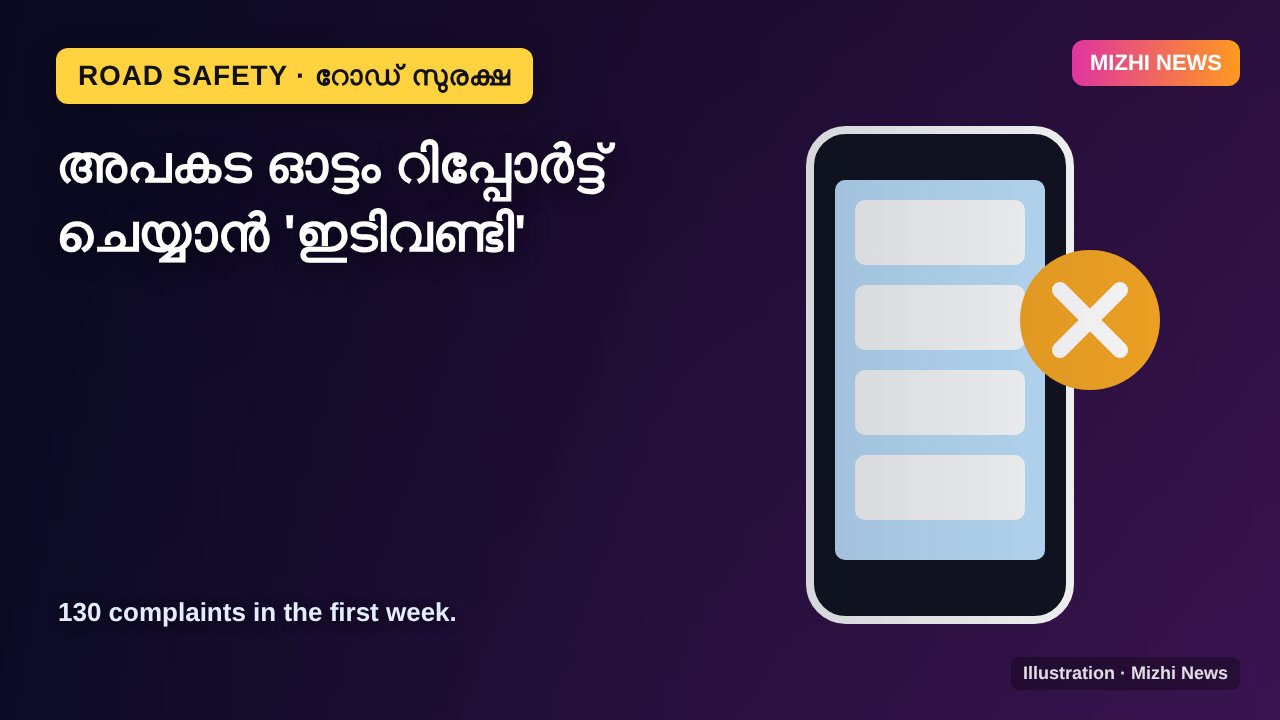 ROAD SAFETY · റോഡ് സുരക്ഷ
MIZHI NEWS
അപകട ഓട്ടം റിപ്പോർട്ട്
ചെയ്യാൻ 'ഇടിവണ്ടി'
130 complaints in the first week.
Illustration · Mizhi News